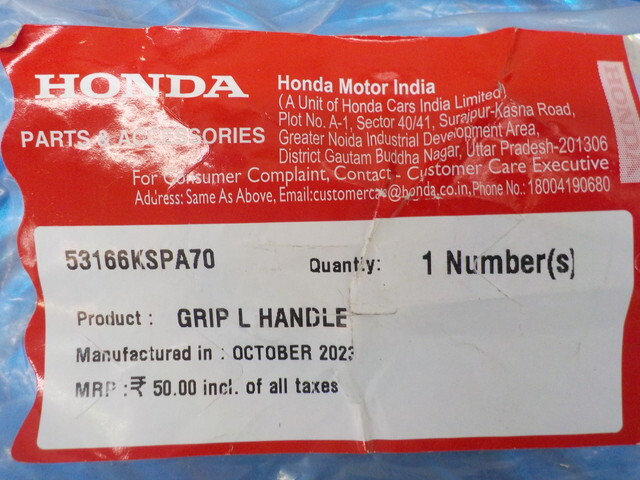 HONDA
PARTS & ACCESSORIES
Honda Motor India
(A Unit of Honda Cars India Limited)
Plot No. A-1, Sector 40/41, Surajpur-Kasna Road,
Greater Noida Industrial Development Area,
District Gautam Buddha Nagar, Uttar Pradesh-201306
For Consumer Complaint, Contact - Customer Care Executive
Address: Same As Above, Email:customercare@honda.co.in, Phone No.: 18004190680
HONDA
53166KSPA70 Quantity: 1 Number(s)
Product : GRIP L HANDLE
Manufactured in : OCTOBER 2023
MRP :₹ 50.00 incl. of all taxes